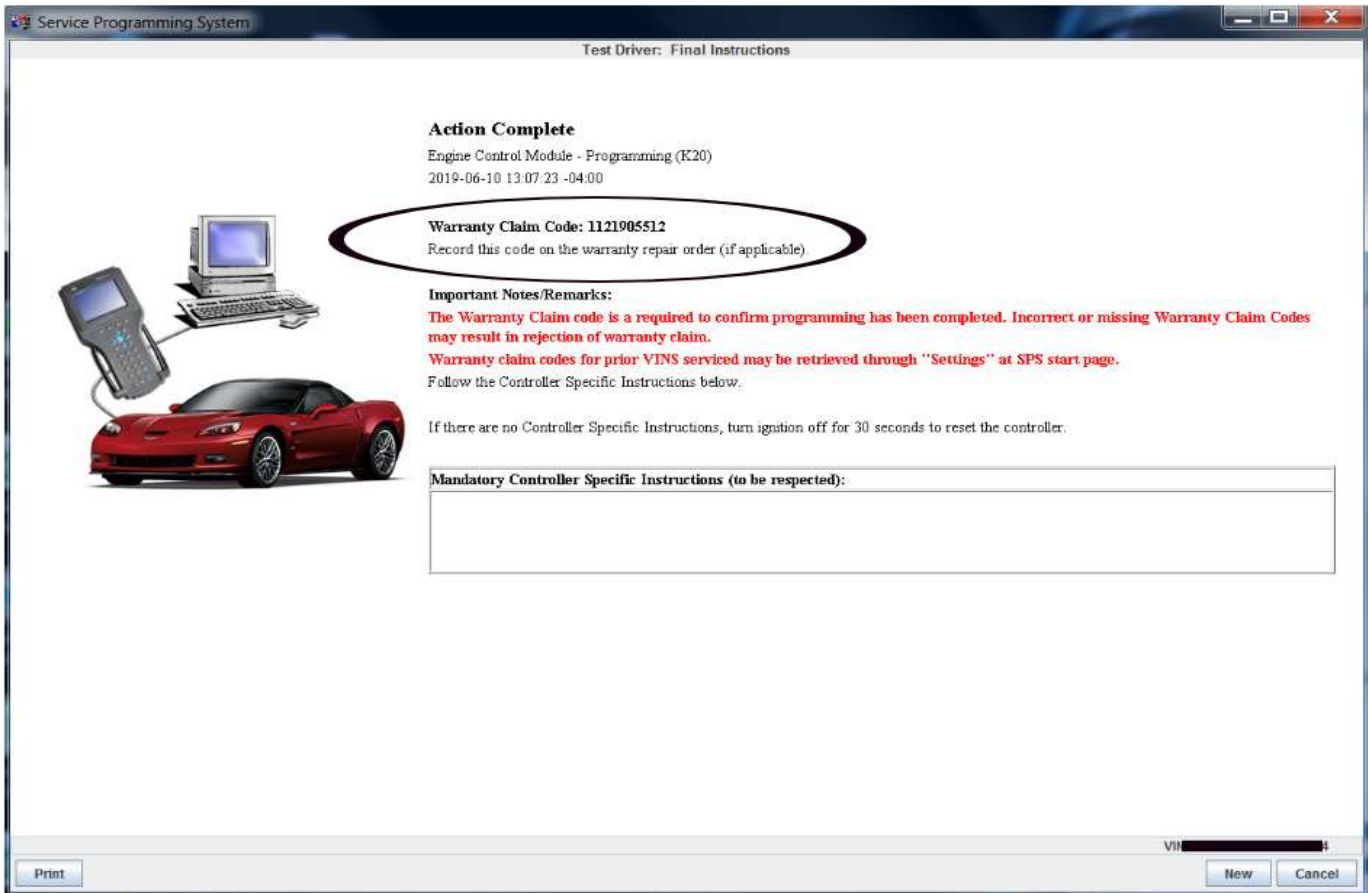 Service Programming System
Test Driver: Final Instructions
Action Complete
Engine Control Module - Programming (K20)
2019-06-10 13:07:23 -04:00
Warranty Claim Code: 1121905512
Record this code on the warranty repair order (if applicable).
Important Notes/Remarks:
The Warranty Claim code is a required to confirm programming has been completed. Incorrect or missing Warranty Claim Codes
may result in rejection of warranty claim.
Warranty claim codes for prior VINS serviced may be retrieved through "Settings" at SPS start page.
Follow the Controller Specific Instructions below.
If there are no Controller Specific Instructions, turn ignition off for 30 seconds to reset the controller.
Mandatory Controller Specific Instructions (to be respected):
VIN 4
Print New Cancel